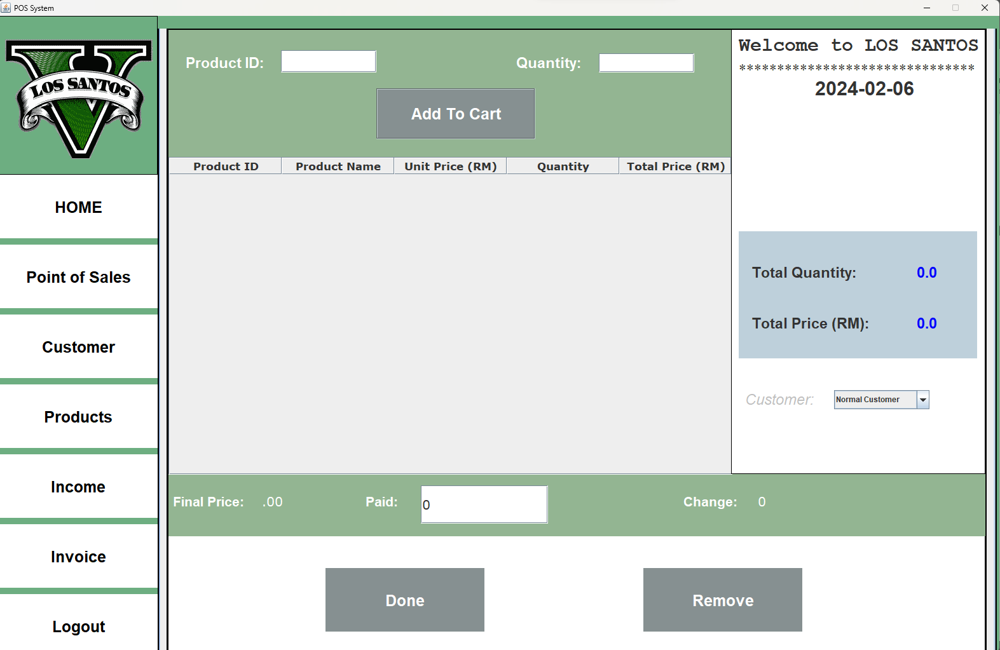 POS System
LOS SANTOS
HOME
Point of Sales
Customer
Products
Income
Invoice
Logout
Product ID:
Quantity:
Add To Cart
Product ID Product Name Unit Price (RM) Quantity Total Price (RM)
Welcome to LOS SANTOS
*******************************
2024-02-06
Total Quantity: 0.0
Total Price (RM): 0.0
Customer: Normal Customer
Final Price: .00 Paid: 0 Change: 0
Done
Remove